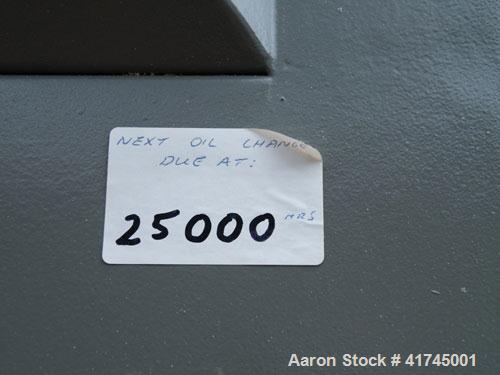 NEXT OIL CHANGE
DUE AT:
25000 HRS
Aaron Stock # 41745001